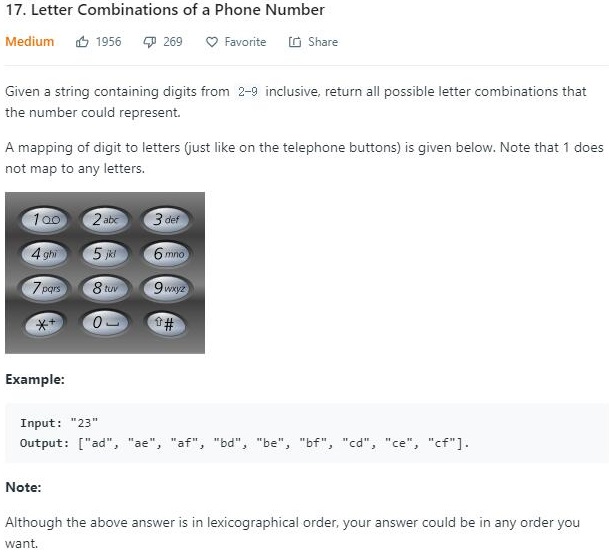 17. Letter Combinations of a Phone Number
Medium 1956 269 Favorite Share
Given a string containing digits from 2-9 inclusive, return all possible letter combinations that
the number could represent.
A mapping of digit to letters (just like on the telephone buttons) is given below. Note that 1 does
not map to any letters.
1 2 abc 3 def
4 ghi 5 jkl 6 mno
7 pqrs 8 tuv 9 wxyz
*+ 0 #
Example:
Input: "23"
Output: ["ad", "ae", "af", "bd", "be", "bf", "cd", "ce", "cf"].
Note:
Although the above answer is in lexicographical order, your answer could be in any order you
want.